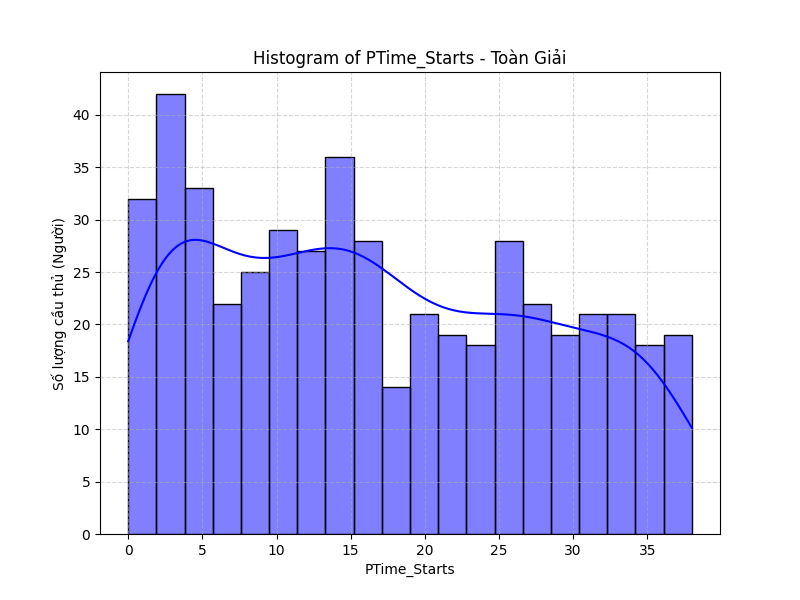 Histogram of PTime_Starts - Toàn Giải
Số lượng cầu thủ (Người)
40
35
30
25
20
15
10
5
0
0 5 10 15 20 25 30 35
PTime_Starts